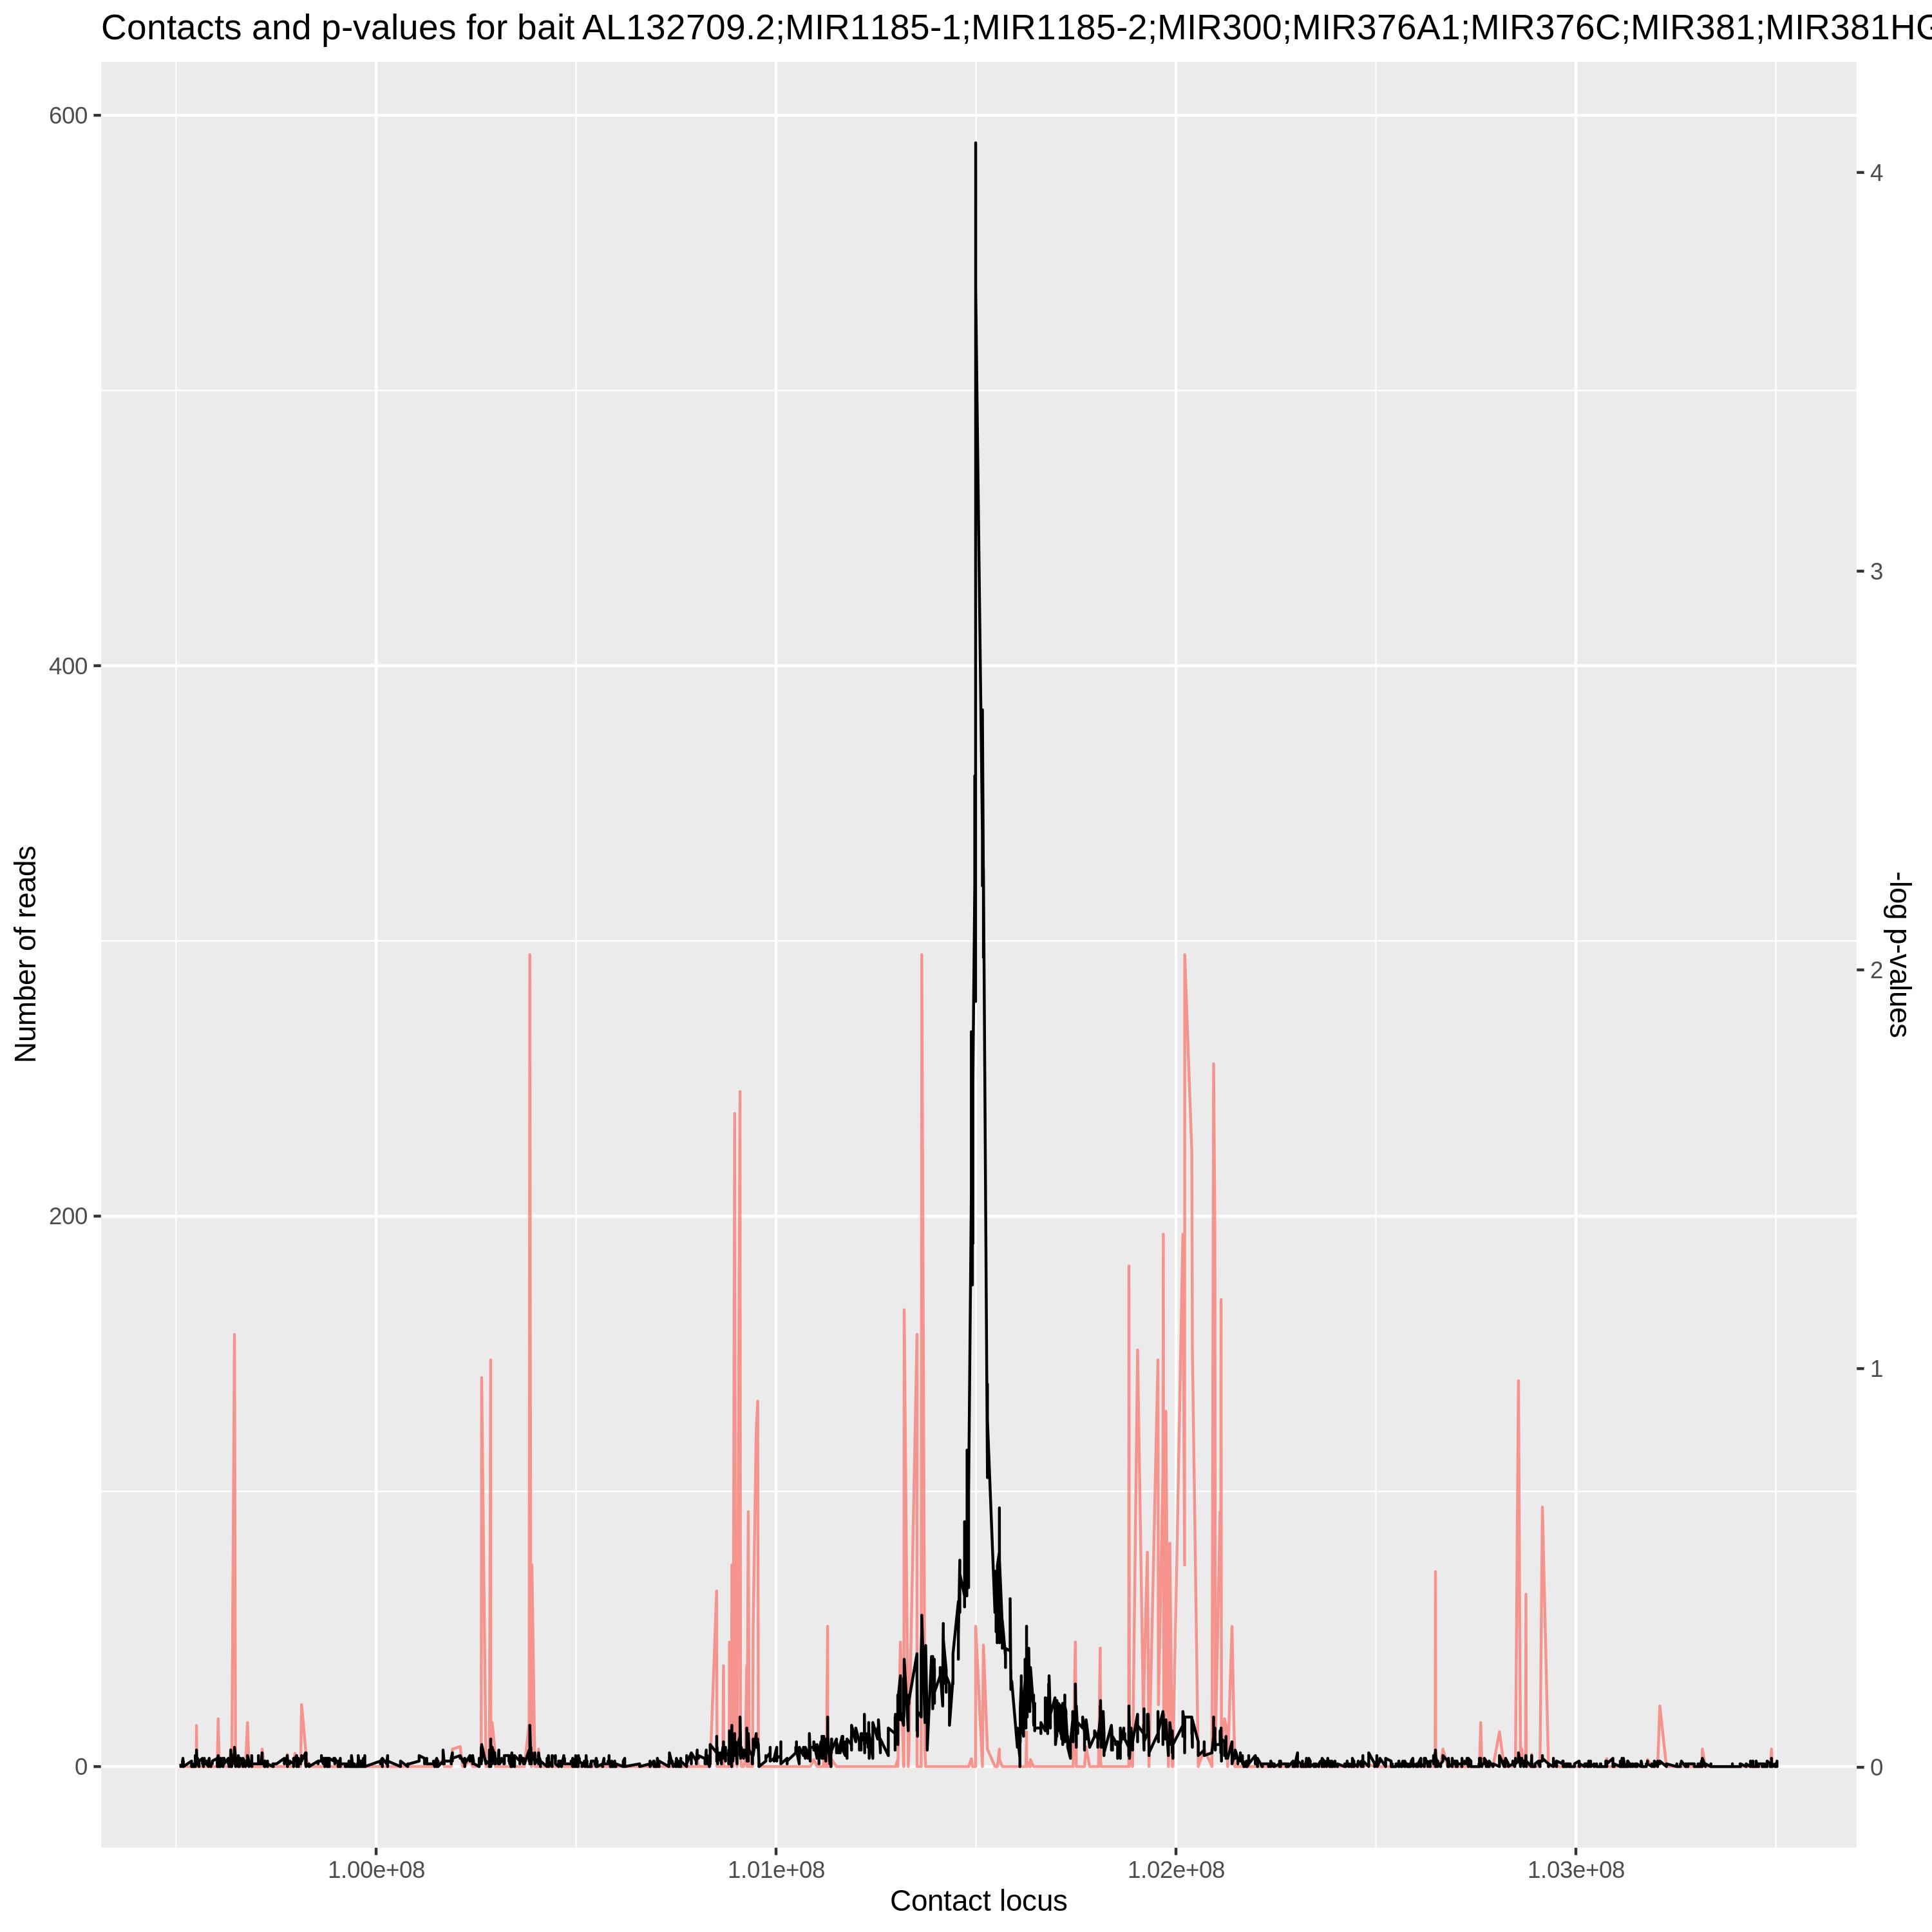 Contacts and p-values for bait AL132709.2;MIR1185-1;MIR1185-2;MIR300;MIR376A1;MIR376C;MIR381;MIR381HG
600
400
200
0
Number of reads
4
3
2
1
0
-log p-values
1.00e+08
1.01e+08
1.02e+08
1.03e+08
Contact locus